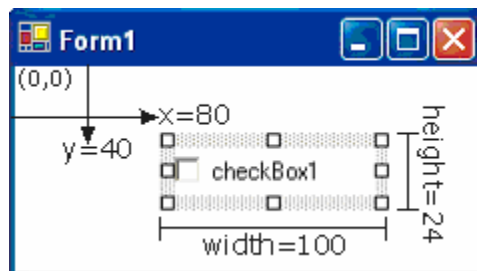 Form1
(0,0)
x=80
y=40
checkBox1
height=24
width=100